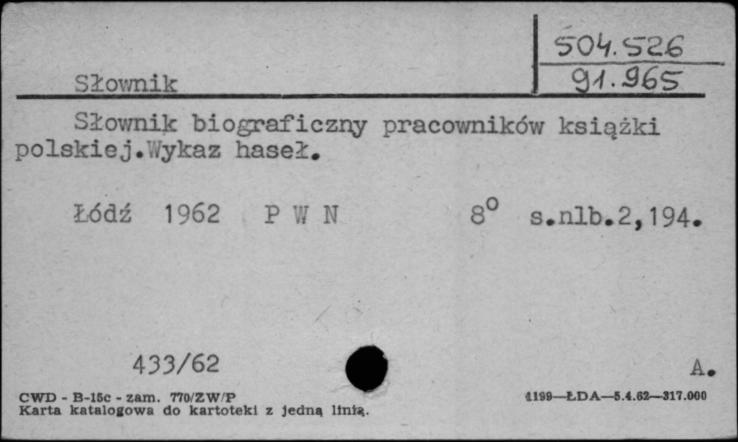 504.526
Słownik 91.965
Słownik biograficzny pracowników książki
polskiej.Wykaz haseł.
Łódź 1962 P W N 8° s.nlb.2,194.
433/62 A.
CWD - B-15c - zam. 770/ZW/P 1199—ŁDA—5.4.62—317.000
Karta katalogowa do kartoteki z jedną linią.